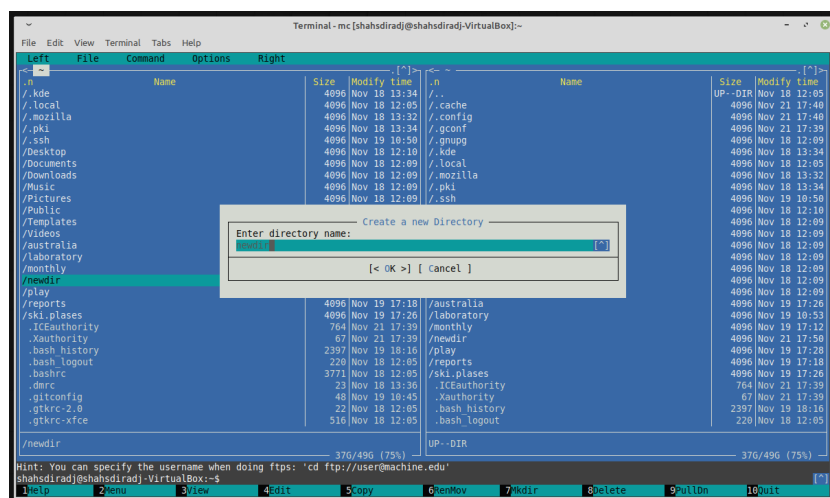 Terminal - mc [shahsdiradj@shahsdiradj-VirtualBox]:~
File Edit View Terminal Tabs Help
Left File Command Options Right
<- ~ .[^]> <- ~ .[^]>
.n Name Size Modify time .n Name Size Modify time
/.kde 4096 Nov 18 13:34 /.. UP--DIR Nov 18 12:05
/.local 4096 Nov 18 12:05 /.cache 4096 Nov 21 17:40
/.mozilla 4096 Nov 18 13:32 /.config 4096 Nov 21 17:40
/.pki 4096 Nov 18 13:34 /.gconf 4096 Nov 21 17:39
/.ssh 4096 Nov 19 10:50 /.gnupg 4096 Nov 18 12:09
/Desktop 4096 Nov 18 12:10 /.kde 4096 Nov 18 13:34
/Documents 4096 Nov 18 12:09 /.local 4096 Nov 18 12:05
/Downloads 4096 Nov 18 12:09 /.mozilla 4096 Nov 18 13:32
/Music 4096 Nov 18 12:09 /.pki 4096 Nov 18 13:34
/Pictures 4096 Nov 18 12:09 /.ssh 4096 Nov 19 10:50
/Public 4096 Nov 18 12:10
/Templates 4096 Nov 18 12:09
/Videos 4096 Nov 18 12:09
/australia 4096 Nov 18 12:09
/laboratory 4096 Nov 18 12:09
/monthly 4096 Nov 18 12:09
/newdir 4096 Nov 18 12:09
/play 4096 Nov 18 12:09
Create a new Directory
Enter directory name:
newdir [^]
[< OK >] [ Cancel ]
/reports 4096 Nov 19 17:18 /australia 4096 Nov 19 17:26
/ski.plases 4096 Nov 19 17:26 /laboratory 4096 Nov 19 10:53
.ICEauthority 764 Nov 21 17:39 /monthly 4096 Nov 19 17:12
.Xauthority 67 Nov 21 17:39 /newdir 4096 Nov 21 17:50
.bash_history 2397 Nov 19 18:16 /play 4096 Nov 19 17:28
.bash_logout 220 Nov 18 12:05 /reports 4096 Nov 19 17:18
.bashrc 3771 Nov 18 12:05 /ski.plases 4096 Nov 19 17:26
.dmrc 23 Nov 18 13:36 .ICEauthority 764 Nov 21 17:39
.gitconfig 48 Nov 19 10:45 .Xauthority 67 Nov 21 17:39
.gtkrc-2.0 22 Nov 18 12:05 .bash_history 2397 Nov 19 18:16
.gtkrc-xfce 516 Nov 18 12:05 .bash_logout 220 Nov 18 12:05
/newdir UP--DIR
37G/49G (75%) 37G/49G (75%)
Hint: You can specify the username when doing ftps: 'cd ftp://user@machine.edu'
shahsdiradj@shahsdiradj-VirtualBox:~$ [^]
1Help 2Menu 3View 4Edit 5Copy 6RenMov 7Mkdir 8Delete 9PullDn 10Quit